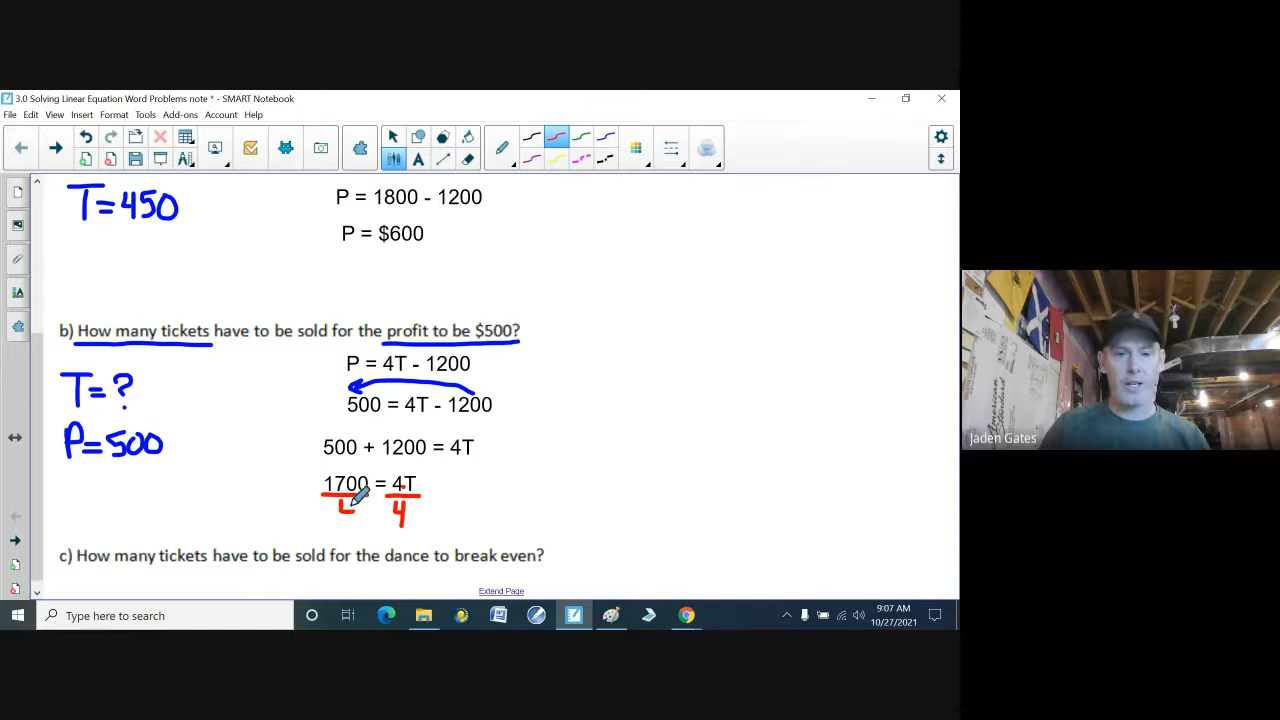 3.0 Solving Linear Equation Word Problems note * - SMART Notebook
File Edit View Insert Format Tools Add-ons Account Help
T=450
P = 1800 - 1200
P = $600
b) How many tickets have to be sold for the profit to be $500?
P = 4T - 1200
T= ?
500 = 4T - 1200
P=500
500 + 1200 = 4T
1700 = 4T
4
c) How many tickets have to be sold for the dance to break even?
Extend Page
Jaden Gates
Type here to search
9:07 AM
10/27/2021